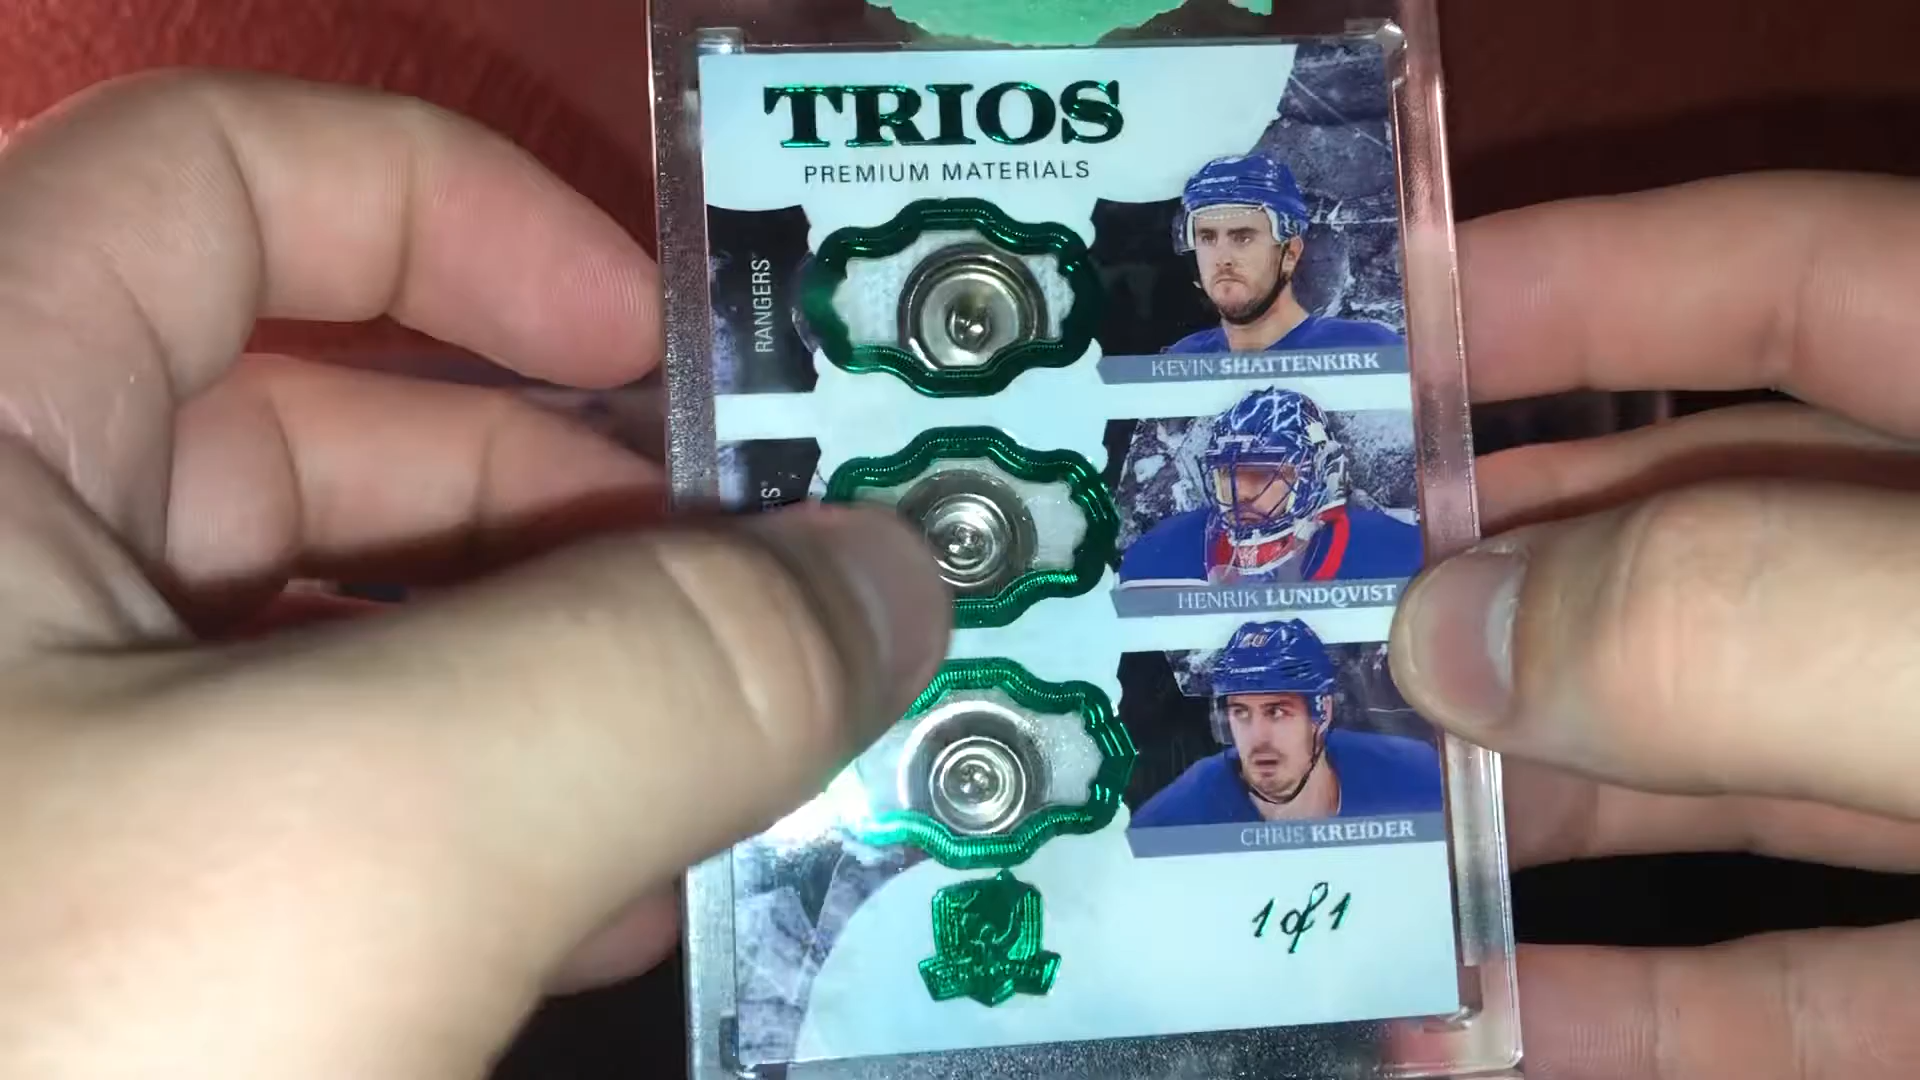 TRIOS
PREMIUM MATERIALS
RANGERS
KEVIN SHATTENKIRK
HENRIK LUNDQVIST
CHRIS KREIDER
1 of 1